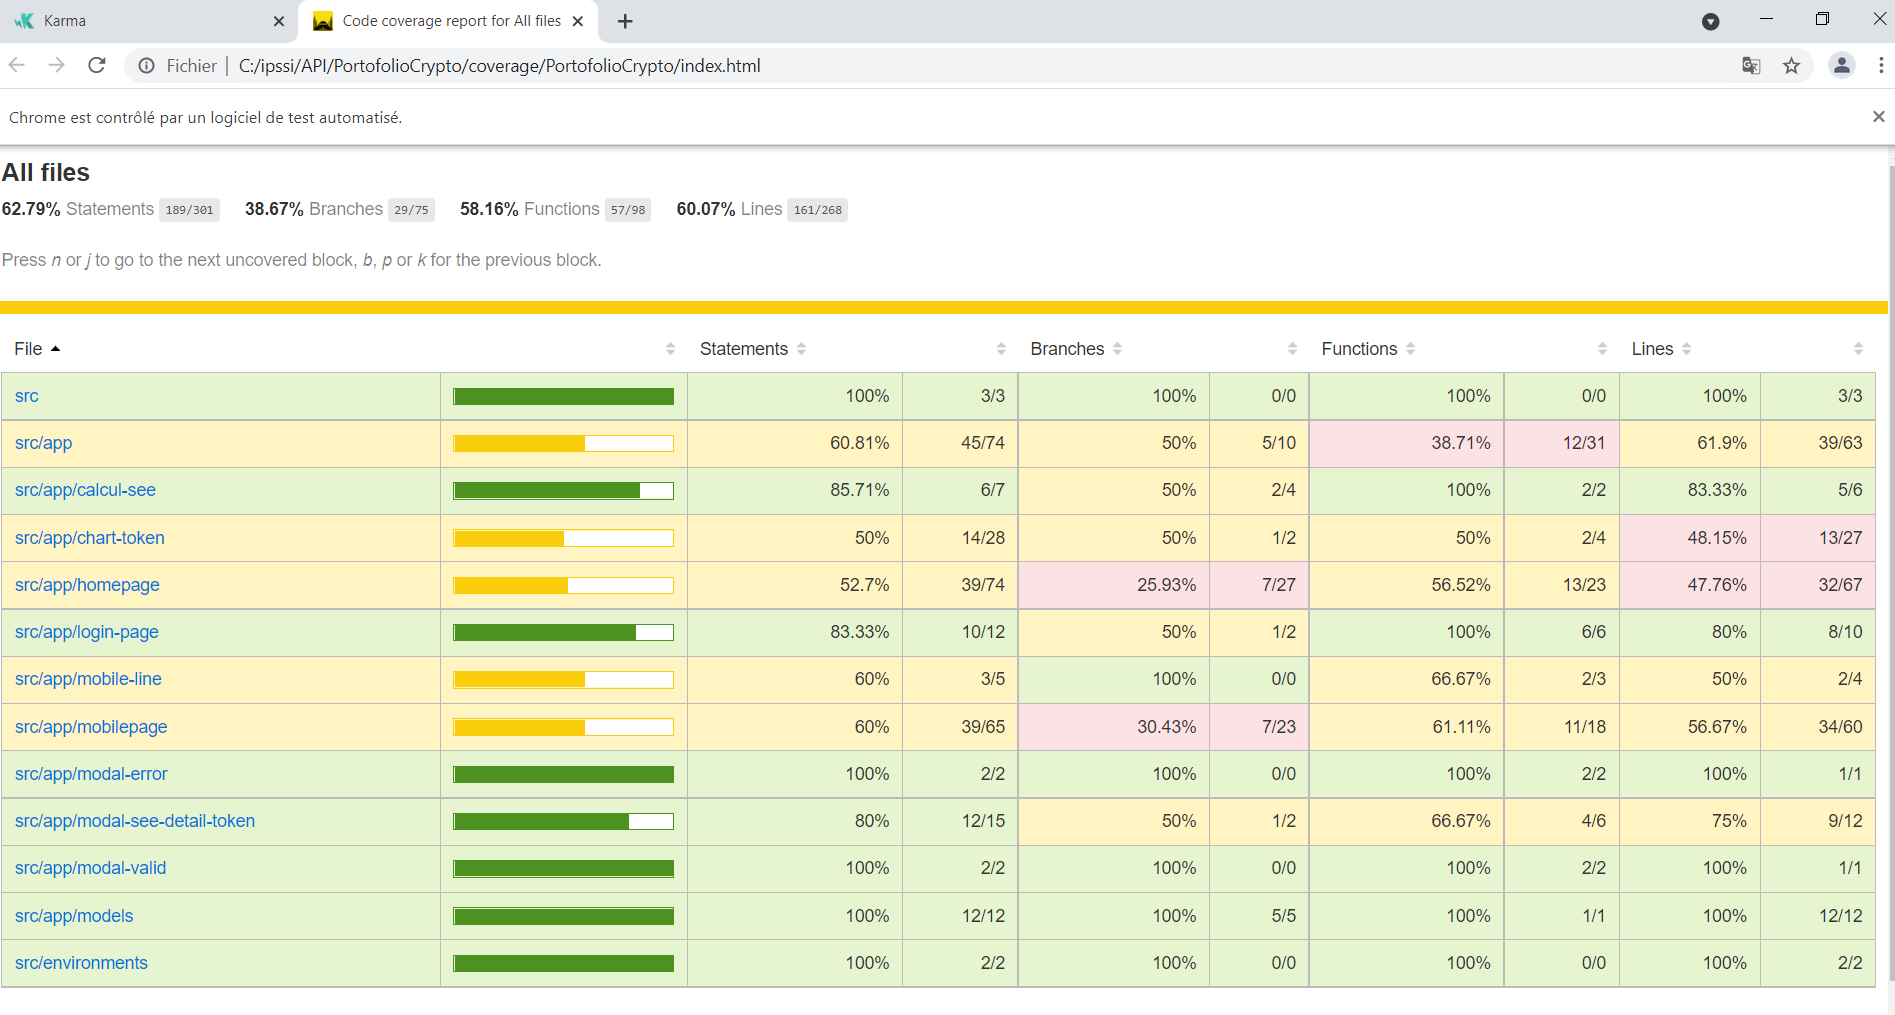 Karma
Code coverage report for All files
Fichier | C:/ipssi/API/PortofolioCrypto/coverage/PortofolioCrypto/index.html
Chrome est contrôlé par un logiciel de test automatisé.
All files
62.79% Statements 189/301 38.67% Branches 29/75 58.16% Functions 57/98 60.07% Lines 161/268
Press n or j to go to the next uncovered block, b, p or k for the previous block.
File Statements Branches Functions Lines
src 100% 3/3 100% 0/0 100% 0/0 100% 3/3
src/app 60.81% 45/74 50% 5/10 38.71% 12/31 61.9% 39/63
src/app/calcul-see 85.71% 6/7 50% 2/4 100% 2/2 83.33% 5/6
src/app/chart-token 50% 14/28 50% 1/2 50% 2/4 48.15% 13/27
src/app/homepage 52.7% 39/74 25.93% 7/27 56.52% 13/23 47.76% 32/67
src/app/login-page 83.33% 10/12 50% 1/2 100% 6/6 80% 8/10
src/app/mobile-line 60% 3/5 100% 0/0 66.67% 2/3 50% 2/4
src/app/mobilepage 60% 39/65 30.43% 7/23 61.11% 11/18 56.67% 34/60
src/app/modal-error 100% 2/2 100% 0/0 100% 2/2 100% 1/1
src/app/modal-see-detail-token 80% 12/15 50% 1/2 66.67% 4/6 75% 9/12
src/app/modal-valid 100% 2/2 100% 0/0 100% 2/2 100% 1/1
src/app/models 100% 12/12 100% 5/5 100% 1/1 100% 12/12
src/environments 100% 2/2 100% 0/0 100% 0/0 100% 2/2